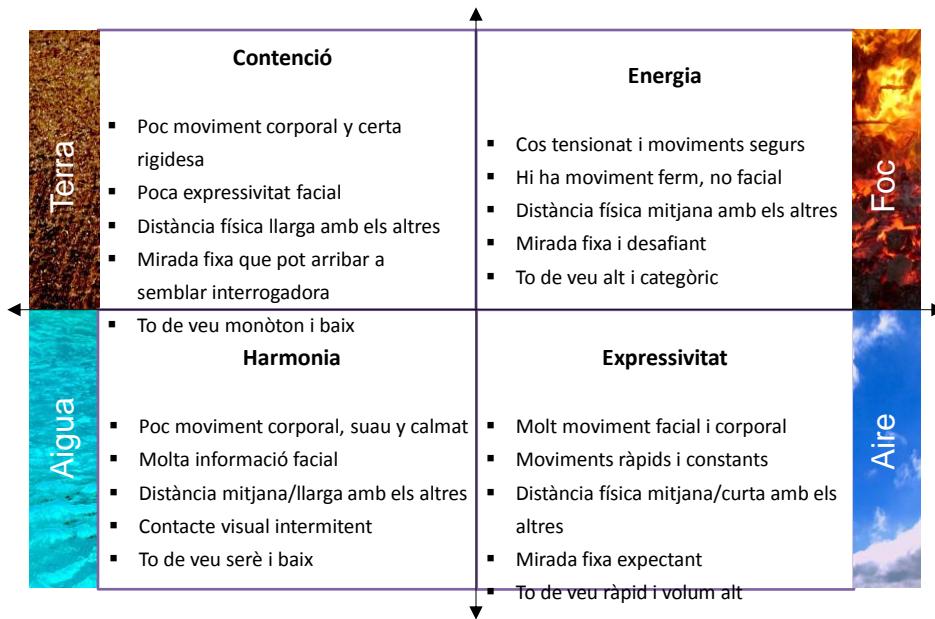 Terra
Contenció
▪ Poc moviment corporal y certa
rigidesa
▪ Poca expressivitat facial
▪ Distància física llarga amb els altres
▪ Mirada fixa que pot arribar a
semblar interrogadora
▪ To de veu monòton i baix
Energia
▪ Cos tensionat i moviments segurs
▪ Hi ha moviment ferm, no facial
▪ Distància física mitjana amb els altres
▪ Mirada fixa i desafiant
▪ To de veu alt i categòric
Foc
Aigua
Harmonia
▪ Poc moviment corporal, suau y calmat
▪ Molta informació facial
▪ Distància mitjana/llarga amb els altres
▪ Contacte visual intermitent
▪ To de veu serè i baix
Expressivitat
▪ Molt moviment facial i corporal
▪ Moviments ràpids i constants
▪ Distància física mitjana/curta amb els
altres
▪ Mirada fixa expectant
▪ To de veu ràpid i volum alt
Aire